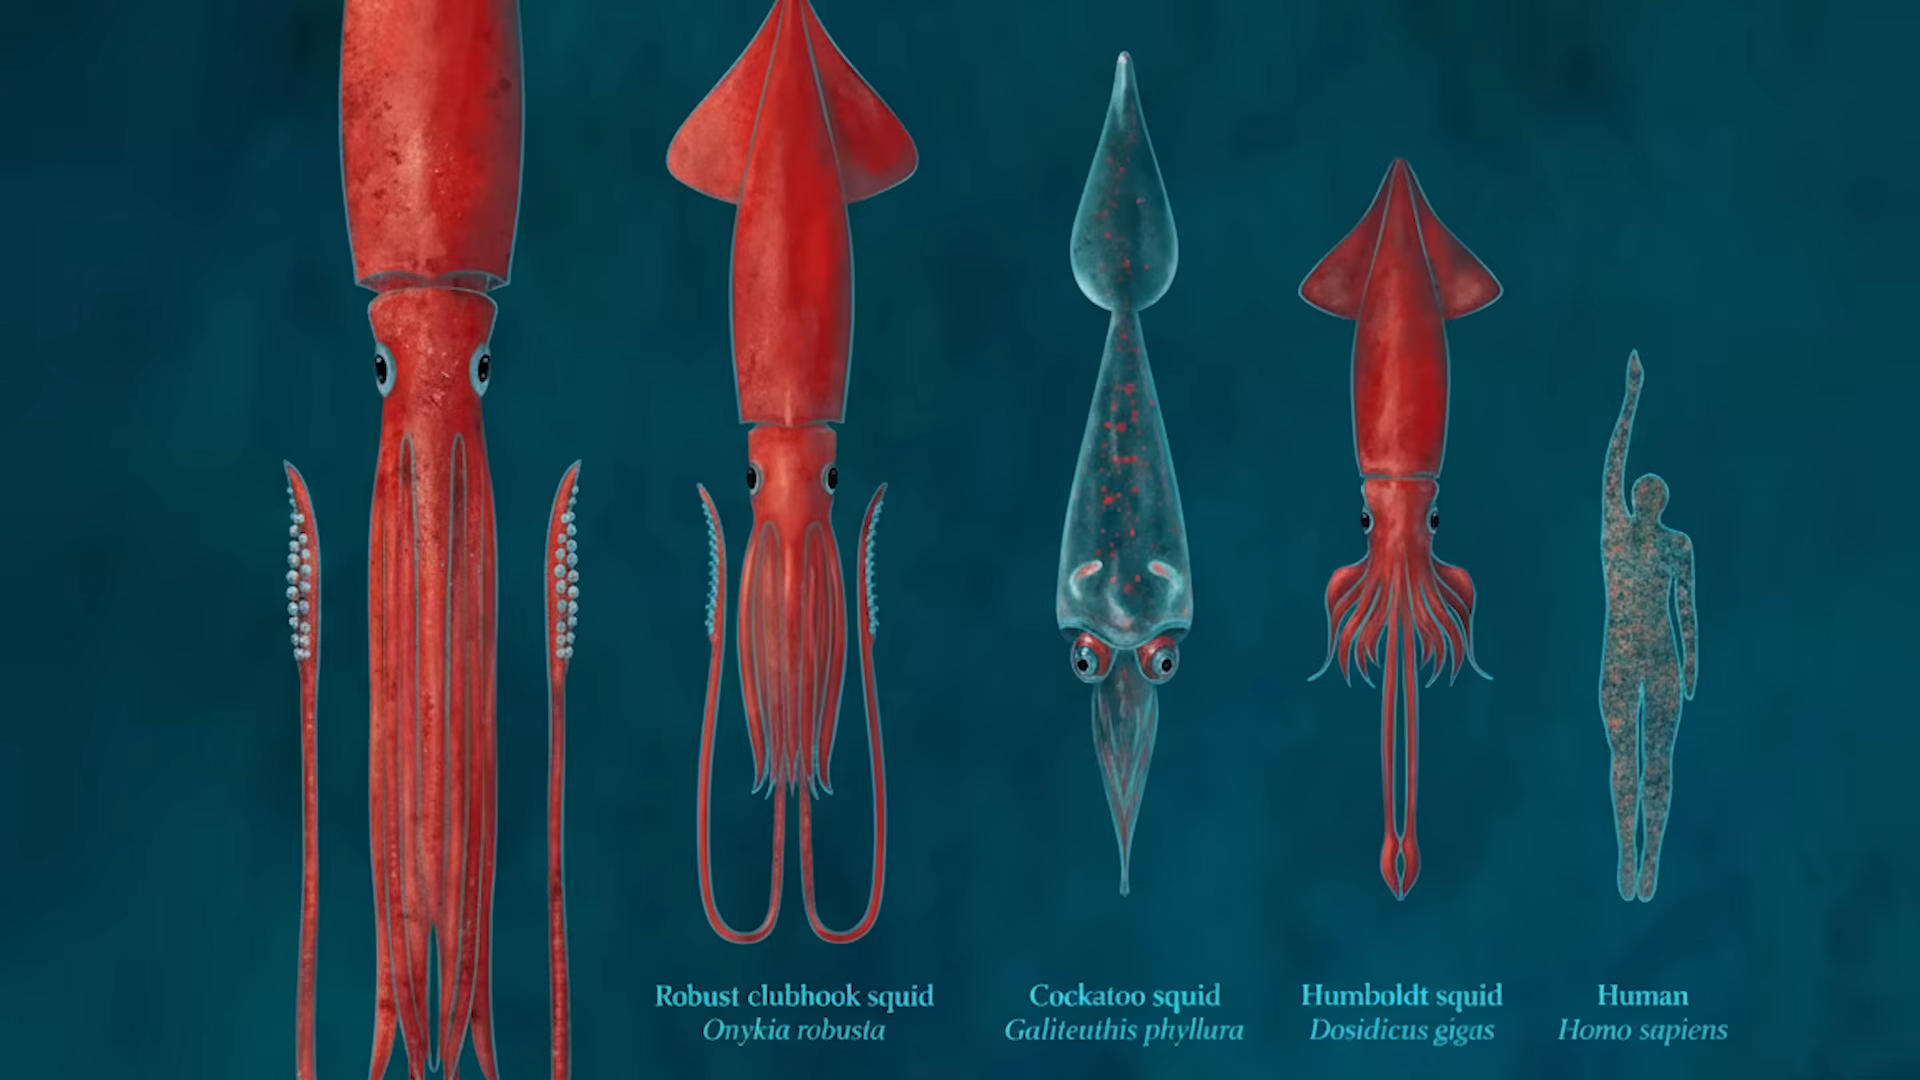 Robust clubhook squid
Onykia robusta
Cockatoo squid
Galiteuthis phyllura
Humboldt squid
Dosidicus gigas
Human
Homo sapiens